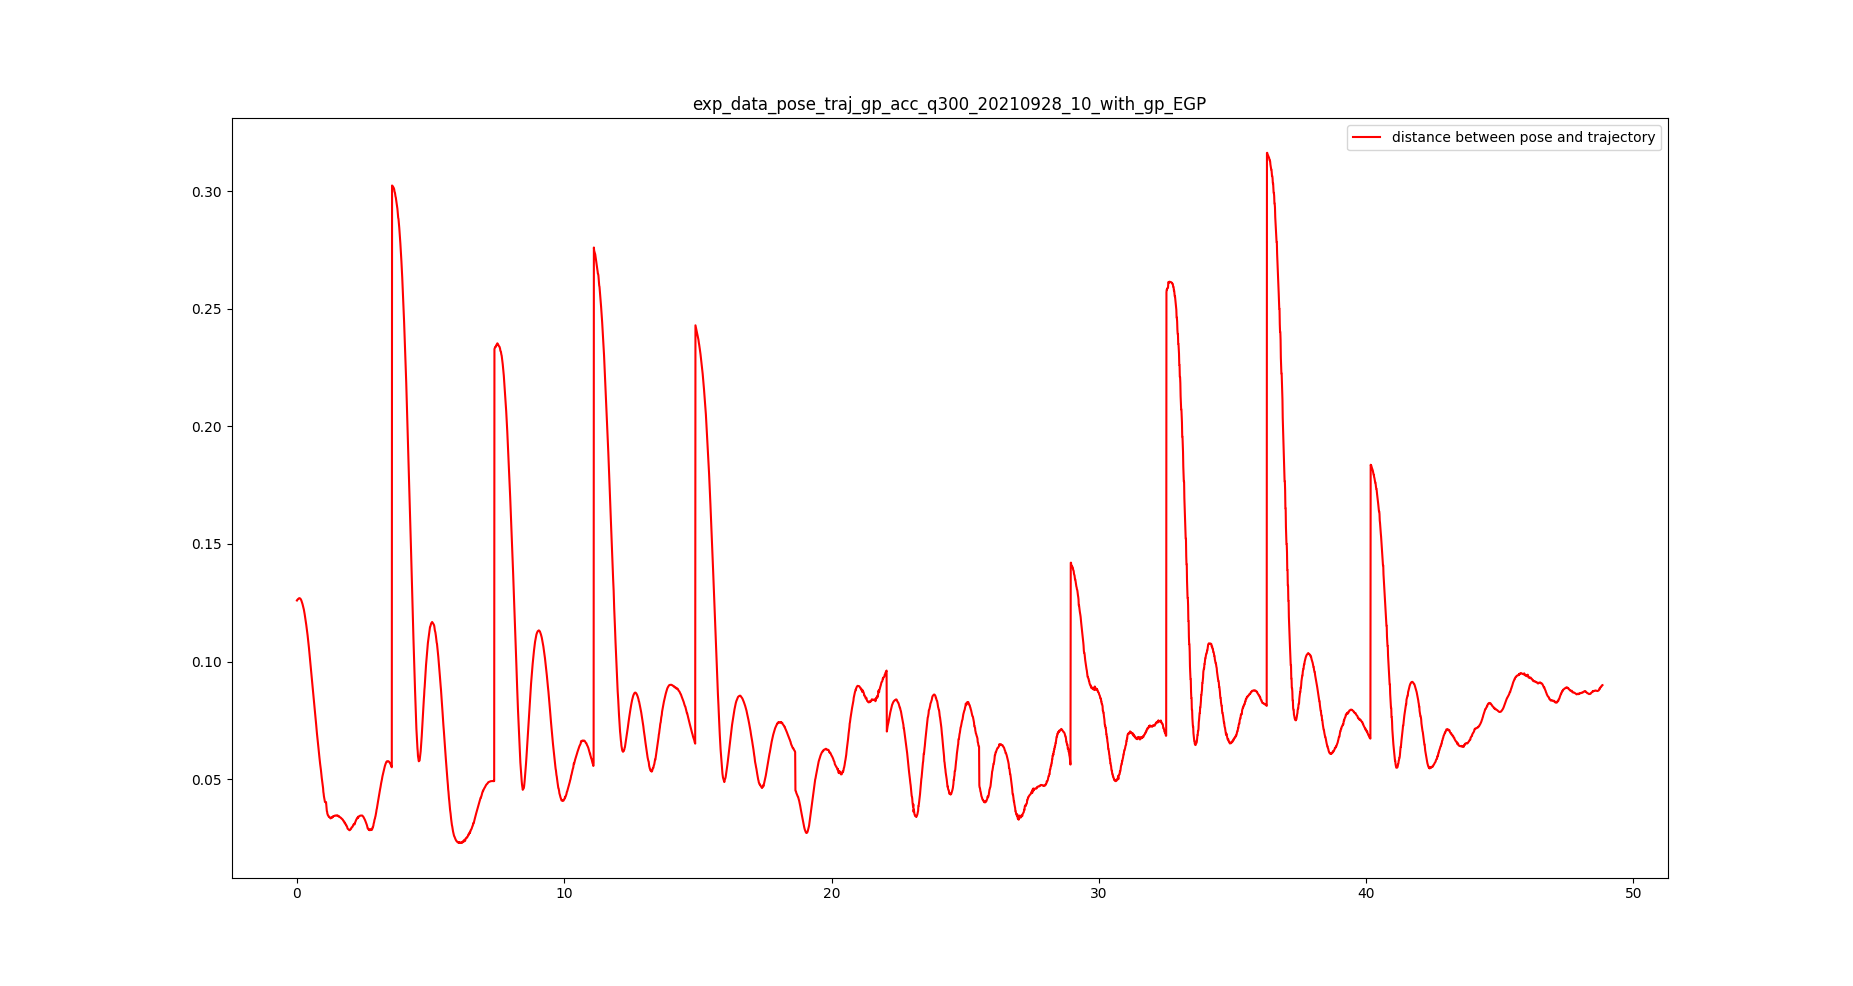 exp_data_pose_traj_gp_acc_q300_20210928_10_with_gp_EGP
distance between pose and trajectory
0.30
0.25
0.20
0.15
0.10
0.05
0 10 20 30 40 50